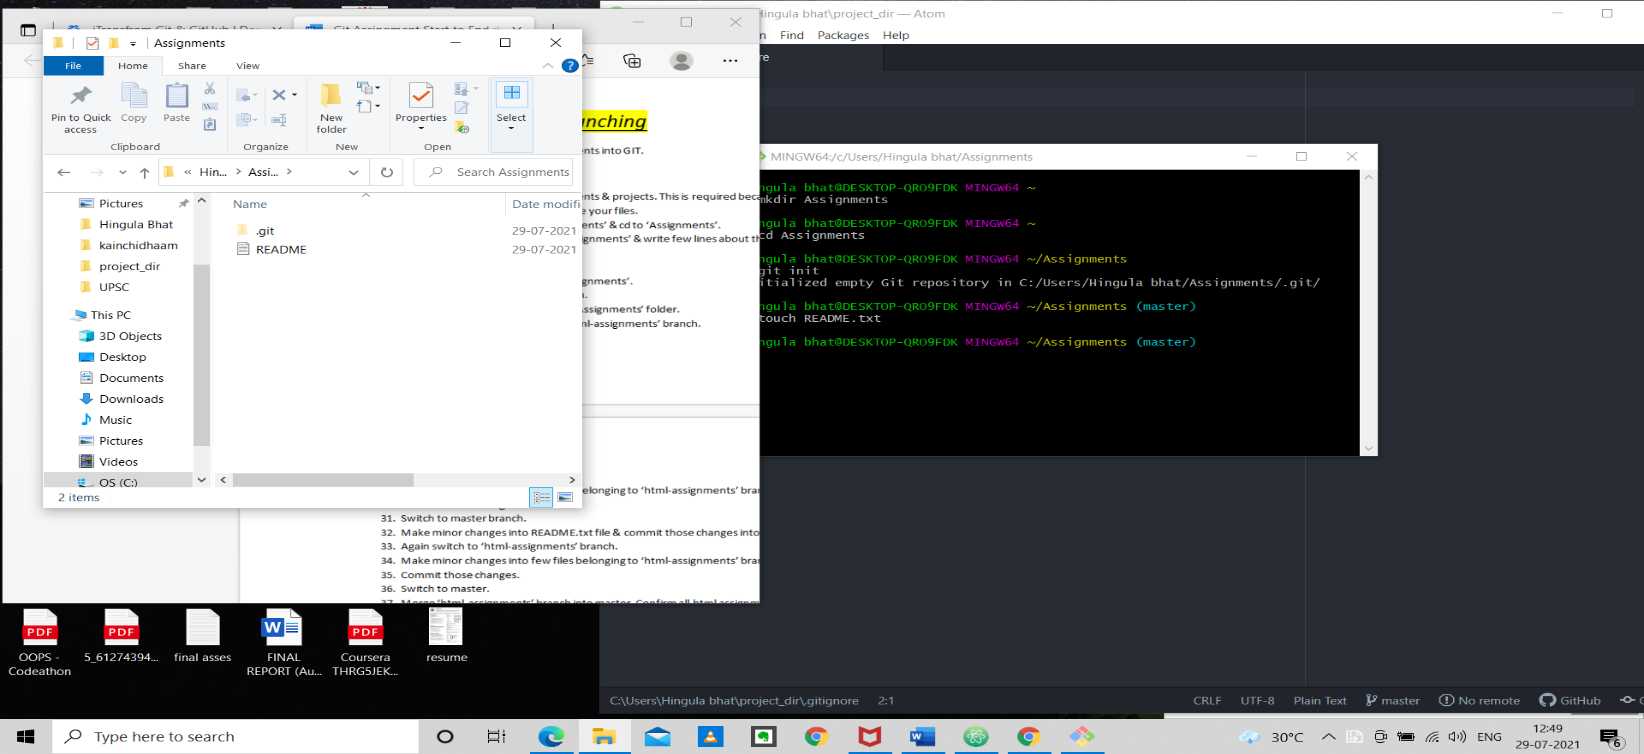 Hingula bhat\project_dir — Atom
Find Packages Help
Assignments
File Home Share View
Pin to Quick access
Copy
Paste
Clipboard
Organize
New folder
New
Properties
Open
Select
« Hin... > Assi... >
Search Assignments
Pictures
Hingula Bhat
kainchidhaam
project_dir
UPSC
This PC
3D Objects
Desktop
Documents
Downloads
Music
Pictures
Videos
OS (C:)
Name
Date modifi
.git 29-07-2021
README 29-07-2021
2 items
nching
nts into GIT.
nts & projects. This is required bec
e your files.
ents' & cd to 'Assignments'.
gnments' & write few lines about th
gnments'.
ssignments' folder.
ml-assignments' branch.
elonging to 'html-assignments' bra
31. Switch to master branch.
32. Make minor changes into README.txt file & commit those changes into
33. Again switch to 'html-assignments' branch.
34. Make minor changes into few files belonging to 'html-assignments' bra
35. Commit those changes.
36. Switch to master.
MINGW64:/c/Users/Hingula bhat/Assignments
ngula bhat@DESKTOP-QRO9FDK MINGW64 ~
mkdir Assignments
ngula bhat@DESKTOP-QRO9FDK MINGW64 ~
cd Assignments
ngula bhat@DESKTOP-QRO9FDK MINGW64 ~/Assignments
git init
itialized empty Git repository in C:/Users/Hingula bhat/Assignments/.git/
ngula bhat@DESKTOP-QRO9FDK MINGW64 ~/Assignments (master)
touch README.txt
ngula bhat@DESKTOP-QRO9FDK MINGW64 ~/Assignments (master)
PDF
OOPS - Codeathon
PDF
5_61274394...
final asses
FINAL REPORT (Au...
PDF
Coursera THRG5JEK...
resume
C:\Users\Hingula bhat\project_dir\.gitignore 2:1
CRLF UTF-8 Plain Text master No remote GitHub
Type here to search
30°C
ENG
12:49
29-07-2021
6